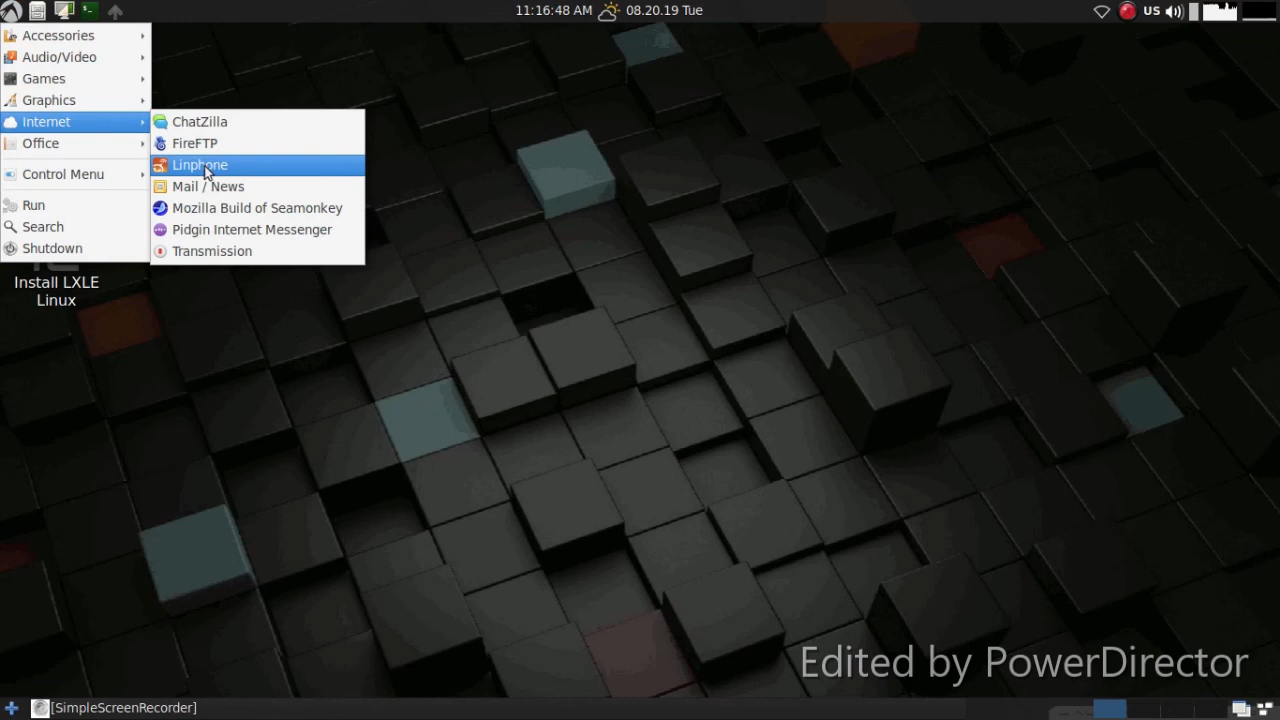 11:16:48 AM 08.20.19 Tue
US
Accessories
Audio/Video
Games
Graphics
Internet
Office
Control Menu
Run
Search
Shutdown
ChatZilla
FireFTP
Linphone
Mail / News
Mozilla Build of Seamonkey
Pidgin Internet Messenger
Transmission
Install LXLE
Linux
Edited by PowerDirector
[SimpleScreenRecorder]